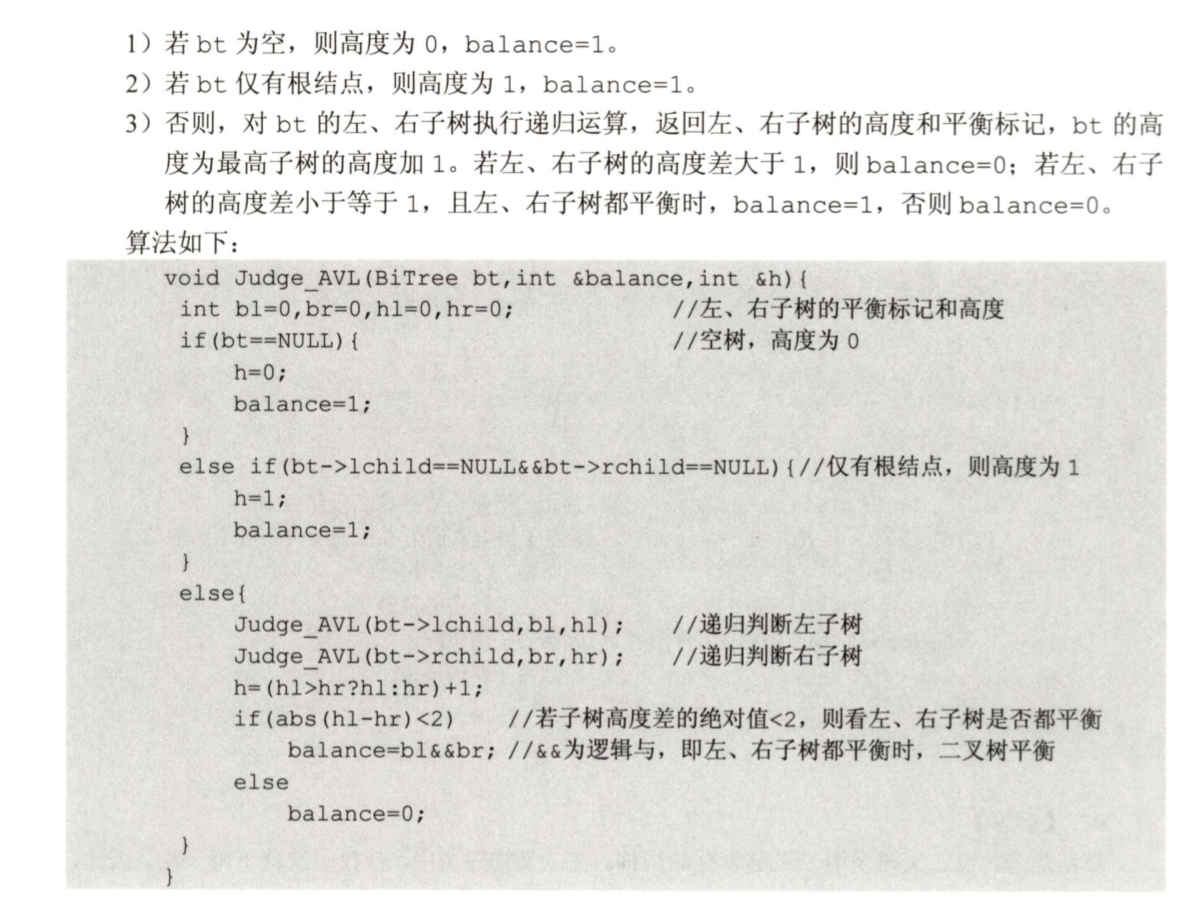 1）若 bt 为空，则高度为 0，balance=1。
2）若 bt 仅有根结点，则高度为 1，balance=1。
3）否则，对 bt 的左、右子树执行递归运算，返回左、右子树的高度和平衡标记，bt 的高
度为最高子树的高度加 1。若左、右子树的高度差大于 1，则 balance=0；若左、右子
树的高度差小于等于 1，且左、右子树都平衡时，balance=1，否则 balance=0。
算法如下：
void Judge_AVL(BiTree bt,int &balance,int &h){
int bl=0,br=0,hl=0,hr=0; //左、右子树的平衡标记和高度
if(bt==NULL){ //空树，高度为 0
h=0;
balance=1;
}
else if(bt->lchild==NULL&&bt->rchild==NULL){//仅有根结点，则高度为 1
h=1;
balance=1;
}
else{
Judge_AVL(bt->lchild,bl,hl); //递归判断左子树
Judge_AVL(bt->rchild,br,hr); //递归判断右子树
h=(hl>hr?hl:hr)+1;
if(abs(hl-hr)<2) //若子树高度差的绝对值<2，则看左、右子树是否都平衡
balance=bl&&br; //&&为逻辑与，即左、右子树都平衡时，二叉树平衡
else
balance=0;
}
}